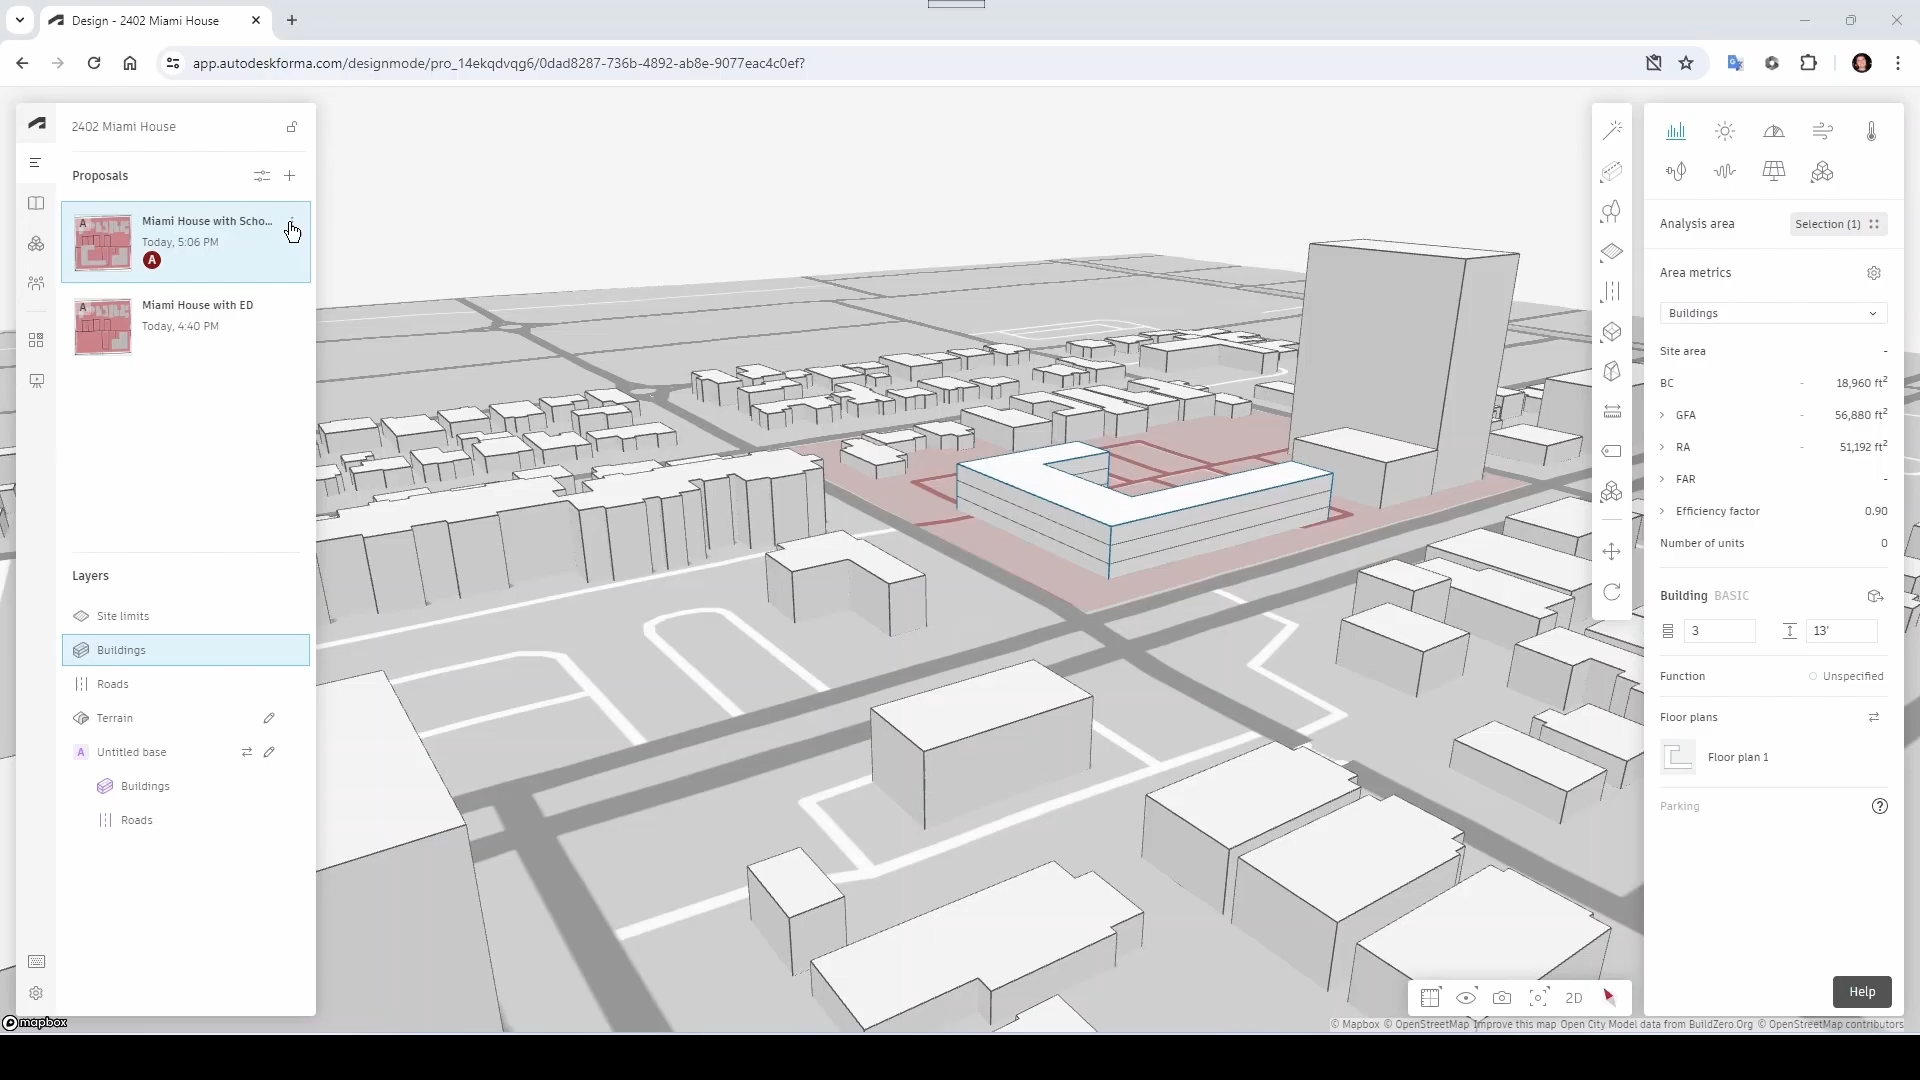 Design - 2402 Miami House
app.autodeskforma.com/designmode/pro_14ekqdvqg6/0dad8287-736b-4892-ab8e-9077eac4c0ef?
2402 Miami House
Proposals
A
Miami House with Scho...
Today, 5:06 PM
A
A
Miami House with ED
Today, 4:40 PM
Layers
Site limits
Buildings
Roads
Terrain
A Untitled base
Buildings
Roads
mapbox
Analysis area Selection (1)
Area metrics
Buildings
Site area -
BC - 18,960 ft²
GFA - 56,880 ft²
RA - 51,192 ft²
FAR -
Efficiency factor 0.90
Number of units 0
Building BASIC
3 13'
Function Unspecified
Floor plans
Floor plan 1
Parking ?
2D
Help
© Mapbox © OpenStreetMap Improve this map Open City Model data from BuildZero.Org © OpenStreetMap contributors